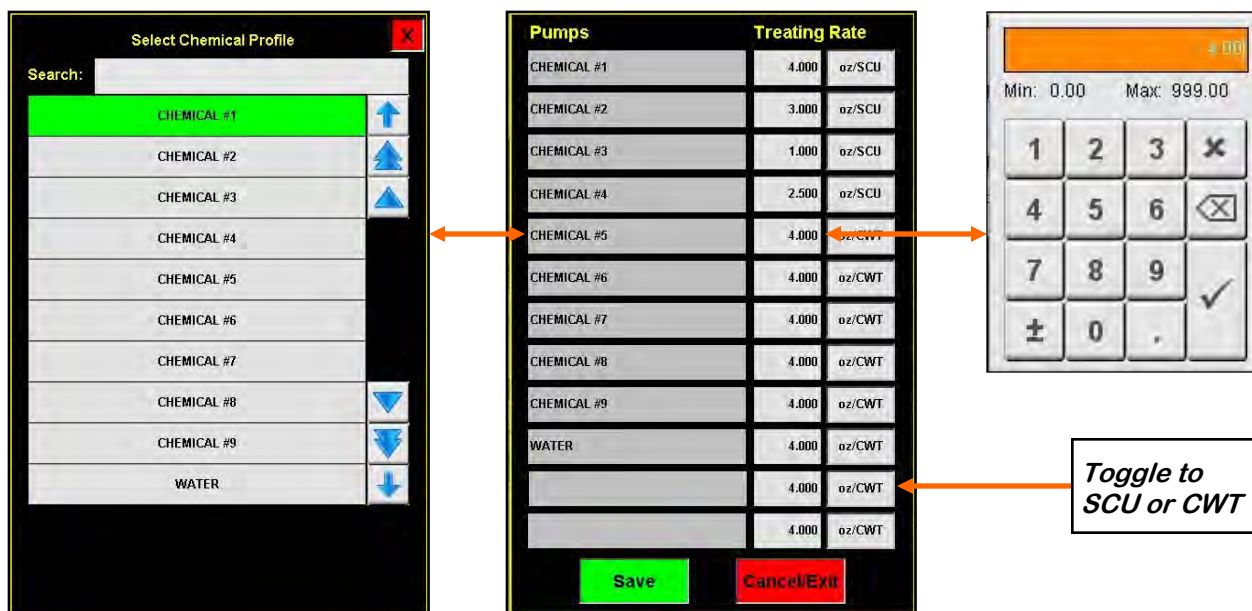 Select Chemical Profile
X
Search:
CHEMICAL #1
CHEMICAL #2
CHEMICAL #3
CHEMICAL #4
CHEMICAL #5
CHEMICAL #6
CHEMICAL #7
CHEMICAL #8
CHEMICAL #9
WATER
Pumps Treating Rate
CHEMICAL #1 4.000 oz/SCU
CHEMICAL #2 3.000 oz/SCU
CHEMICAL #3 1.000 oz/SCU
CHEMICAL #4 2.500 oz/SCU
CHEMICAL #5 4.000 oz/CWT
CHEMICAL #6 4.000 oz/CWT
CHEMICAL #7 4.000 oz/CWT
CHEMICAL #8 4.000 oz/CWT
CHEMICAL #9 4.000 oz/CWT
WATER 4.000 oz/CWT
4.000 oz/CWT
4.000 oz/CWT
Save Cancel/Exit
4.00
Min: 0.00 Max: 999.00
1 2 3
4 5 6
7 8 9
± 0 .
Toggle to
SCU or CWT